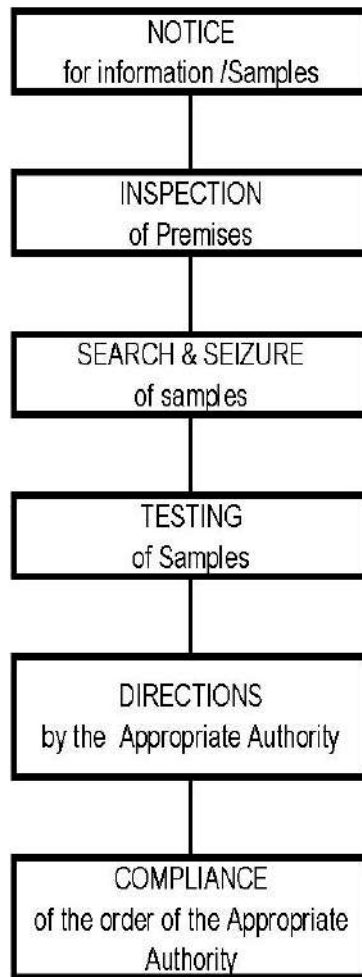 NOTICE
for information /Samples
INSPECTION
of Premises
SEARCH & SEIZURE
of samples
TESTING
of Samples
DIRECTIONS
by the Appropriate Authority
COMPLIANCE
of the order of the Appropriate
Authority